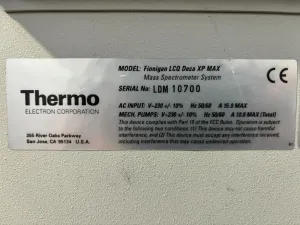 MODEL: Finnigan LCQ Deca XP MAX
Mass Spectrometer System
SERIAL No: LDM 10700
CE
Thermo
ELECTRON CORPORATION
355 River Oaks Parkway
San Jose, CA 95134 U.S.A.
AC INPUT: V~230 +/- 10% Hz 50/60 A 15.0 MAX
MECH. PUMPS: V~230 +/- 10% Hz 50/60 A 10.0 MAX (Total)
This device complies with Part 15 of the FCC Rules. Operation is subject
to the following: (1) This device may not cause harmful
interference, and (2) This device must accept any interference received,
including interference that may cause undesired operation.